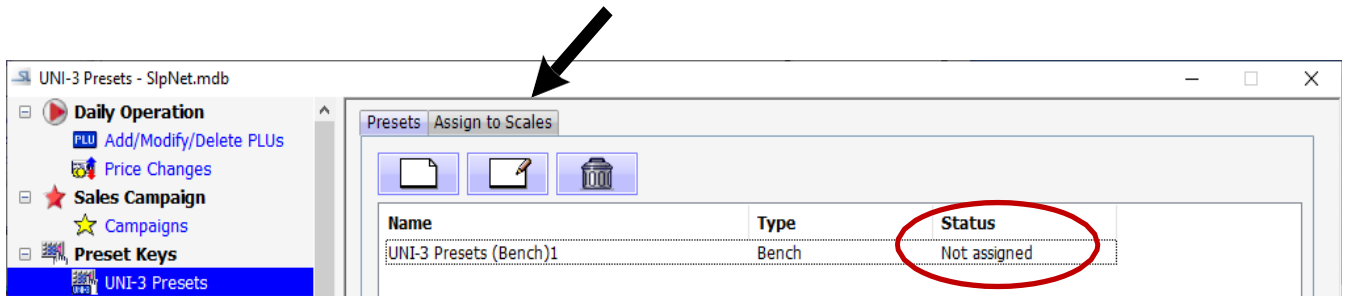 UNI-3 Presets - SlpNet.mdb
Daily Operation
PLU Add/Modify/Delete PLUs
Price Changes
Sales Campaign
Campaigns
Preset Keys
UNI-3 Presets
Presets Assign to Scales
Name Type Status
UNI-3 Presets (Bench)1 Bench Not assigned